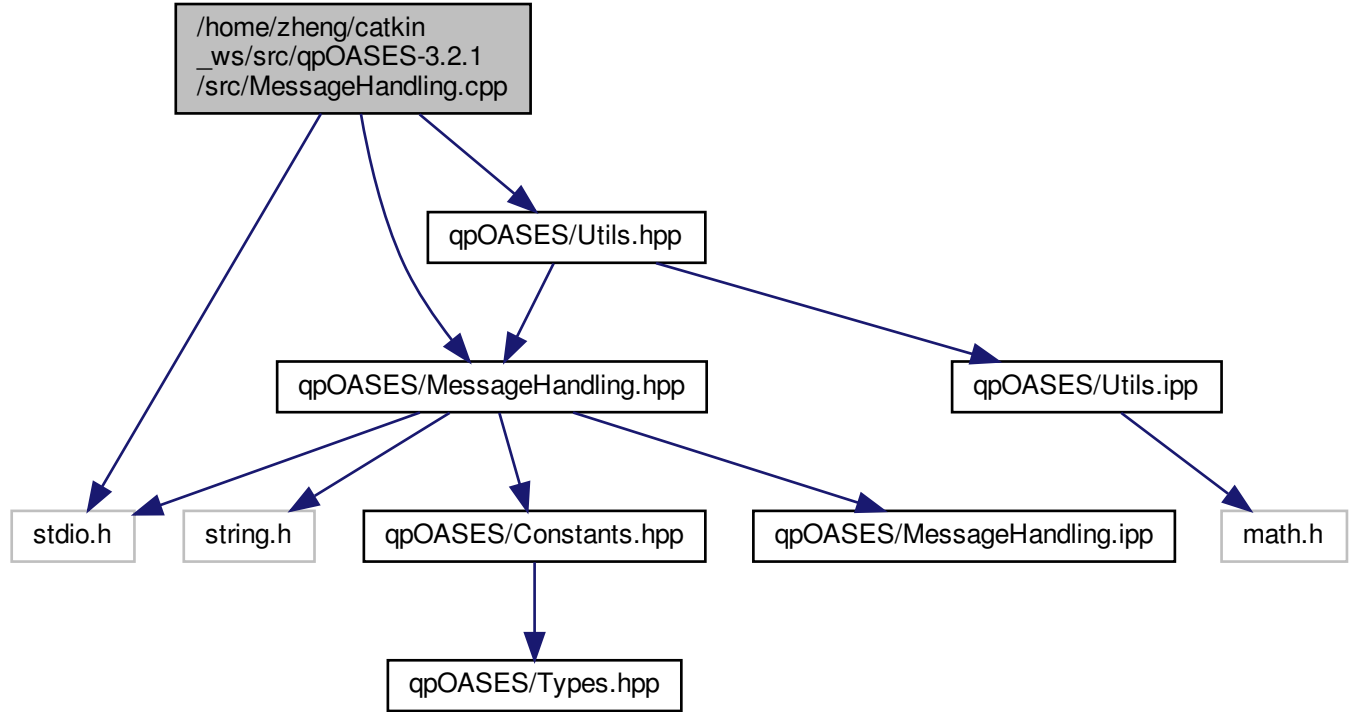 /home/zheng/catkin
_ws/src/qpOASES-3.2.1
/src/MessageHandling.cpp
qpOASES/Utils.hpp
qpOASES/MessageHandling.hpp
qpOASES/Utils.ipp
stdio.h
string.h
qpOASES/Constants.hpp
qpOASES/MessageHandling.ipp
math.h
qpOASES/Types.hpp